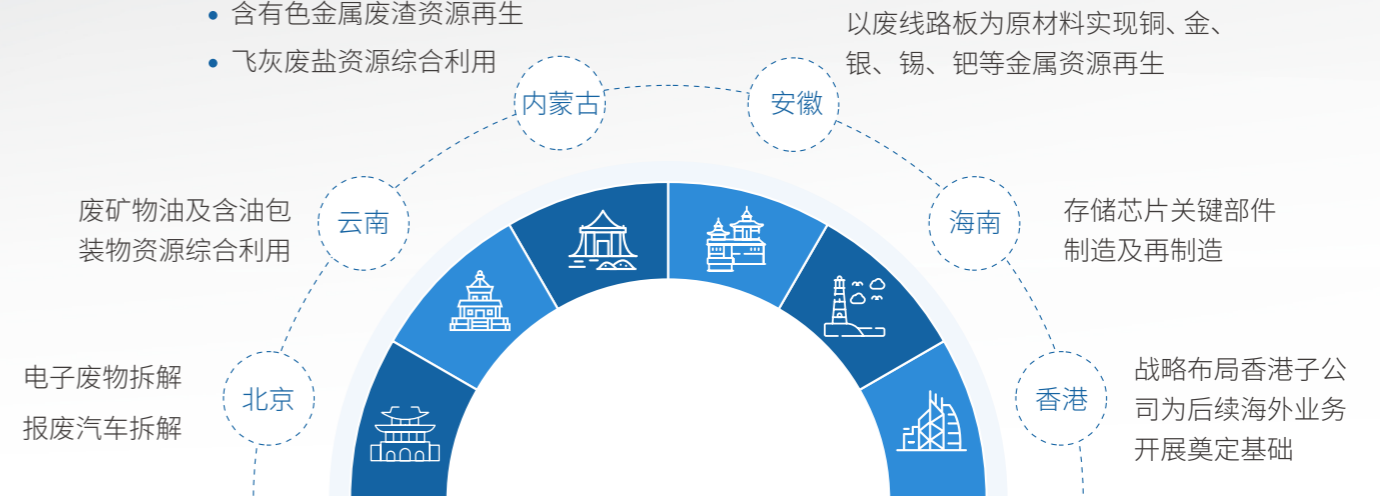 含有色金属废渣资源再生
飞灰废盐资源综合利用
内蒙古
以废线路板为原材料实现铜、金、
银、锡、钯等金属资源再生
安徽
废矿物油及含油包
装物资源综合利用
云南
海南
存储芯片关键部件
制造及再制造
电子废物拆解
报废汽车拆解
北京
香港
战略布局香港子公
司为后续海外业务
开展奠定基础